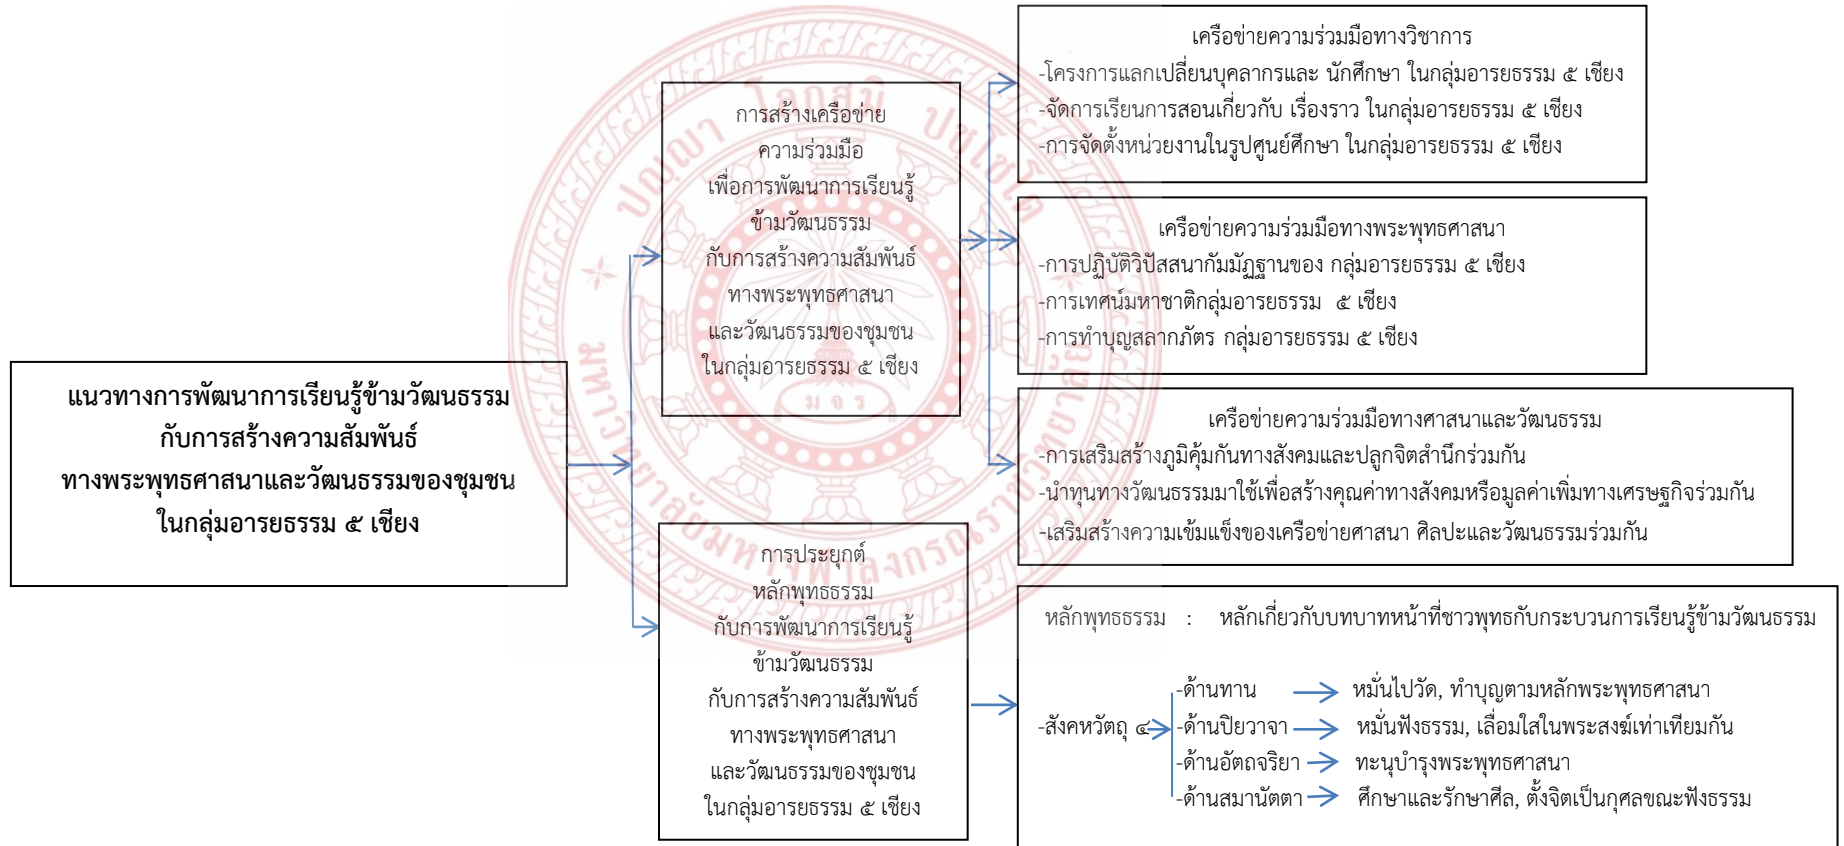 แนวทางการพัฒนาการเรียนรู้ข้ามวัฒนธรรม
กับการสร้างความสัมพันธ์
ทางพระพุทธศาสนาและวัฒนธรรมของชุมชน
ในกลุ่มอารยธรรม ๕ เชียง
การสร้างเครือข่าย
ความร่วมมือ
เพื่อการพัฒนาการเรียนรู้
ข้ามวัฒนธรรม
กับการสร้างความสัมพันธ์
ทางพระพุทธศาสนา
และวัฒนธรรมของชุมชน
ในกลุ่มอารยธรรม ๕ เชียง
การประยุกต์
หลักพุทธธรรม
กับการพัฒนาการเรียนรู้
ข้ามวัฒนธรรม
กับการสร้างความสัมพันธ์
ทางพระพุทธศาสนา
และวัฒนธรรมของชุมชน
ในกลุ่มอารยธรรม ๕ เชียง
เครือข่ายความร่วมมือทางวิชาการ
-โครงการแลกเปลี่ยนบุคลากรและ นักศึกษา ในกลุ่มอารยธรรม ๕ เชียง
-จัดการเรียนการสอนเกี่ยวกับ เรื่องราว ในกลุ่มอารยธรรม ๕ เชียง
-การจัดตั้งหน่วยงานในรูปศูนย์ศึกษา ในกลุ่มอารยธรรม ๕ เชียง
เครือข่ายความร่วมมือทางพระพุทธศาสนา
-การปฏิบัติวิปัสสนากัมมัฏฐานของ กลุ่มอารยธรรม ๕ เชียง
-การเทศน์มหาชาติกลุ่มอารยธรรม ๕ เชียง
-การทำบุญสลากภัตร กลุ่มอารยธรรม ๕ เชียง
เครือข่ายความร่วมมือทางศาสนาและวัฒนธรรม
-การเสริมสร้างภูมิคุ้มกันทางสังคมและปลูกจิตสำนึกร่วมกัน
-นำทุนทางวัฒนธรรมมาใช้เพื่อสร้างคุณค่าทางสังคมหรือมูลค่าเพิ่มทางเศรษฐกิจร่วมกัน
-เสริมสร้างความเข้มแข็งของเครือข่ายศาสนา ศิลปะและวัฒนธรรมร่วมกัน
หลักพุทธธรรม : หลักเกี่ยวกับบทบาทหน้าที่ชาวพุทธกับกระบวนการเรียนรู้ข้ามวัฒนธรรม
-สังคหวัตถุ ๔
-ด้านทาน หมั่นไปวัด, ทำบุญตามหลักพระพุทธศาสนา
-ด้านปิยวาจา หมั่นฟังธรรม, เลื่อมใสในพระสงฆ์เท่าเทียมกัน
-ด้านอัตถจริยา ทะนุบำรุงพระพุทธศาสนา
-ด้านสมานัตตา ศึกษาและรักษาศีล, ตั้งจิตเป็นกุศลขณะฟังธรรม
ปญฺญา โลกสฺมิ ปชฺโชโต
ม จ ร
มหาวิทยาลัยมหาจุฬาลงกรณราชวิทยาลัย